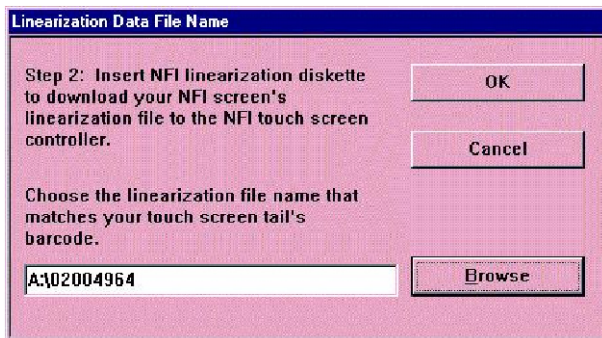 Linearization Data File Name
Step 2: Insert NFI linearization diskette
to download your NFI screen's
linearization file to the NFI touch screen
controller.
OK
Cancel
Choose the linearization file name that
matches your touch screen tail's
barcode.
A:\02004964
Browse